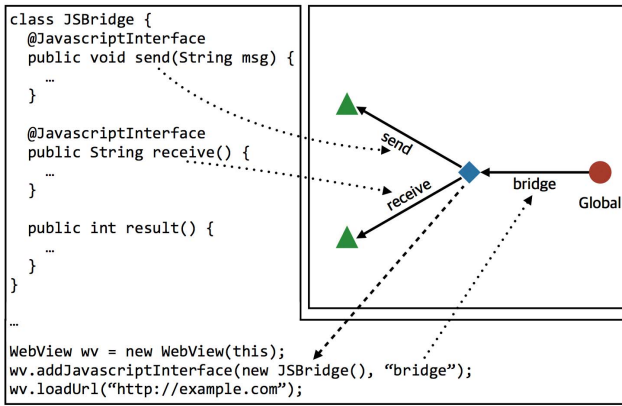 class JSBridge {
@JavascriptInterface
public void send(String msg) {
…
}
@JavascriptInterface
public String receive() {
…
}
public int result() {
…
}
}
…
WebView wv = new WebView(this);
wv.addJavascriptInterface(new JSBridge(), “bridge”);
wv.loadUrl(“http://example.com”);
send
receive
bridge
Global